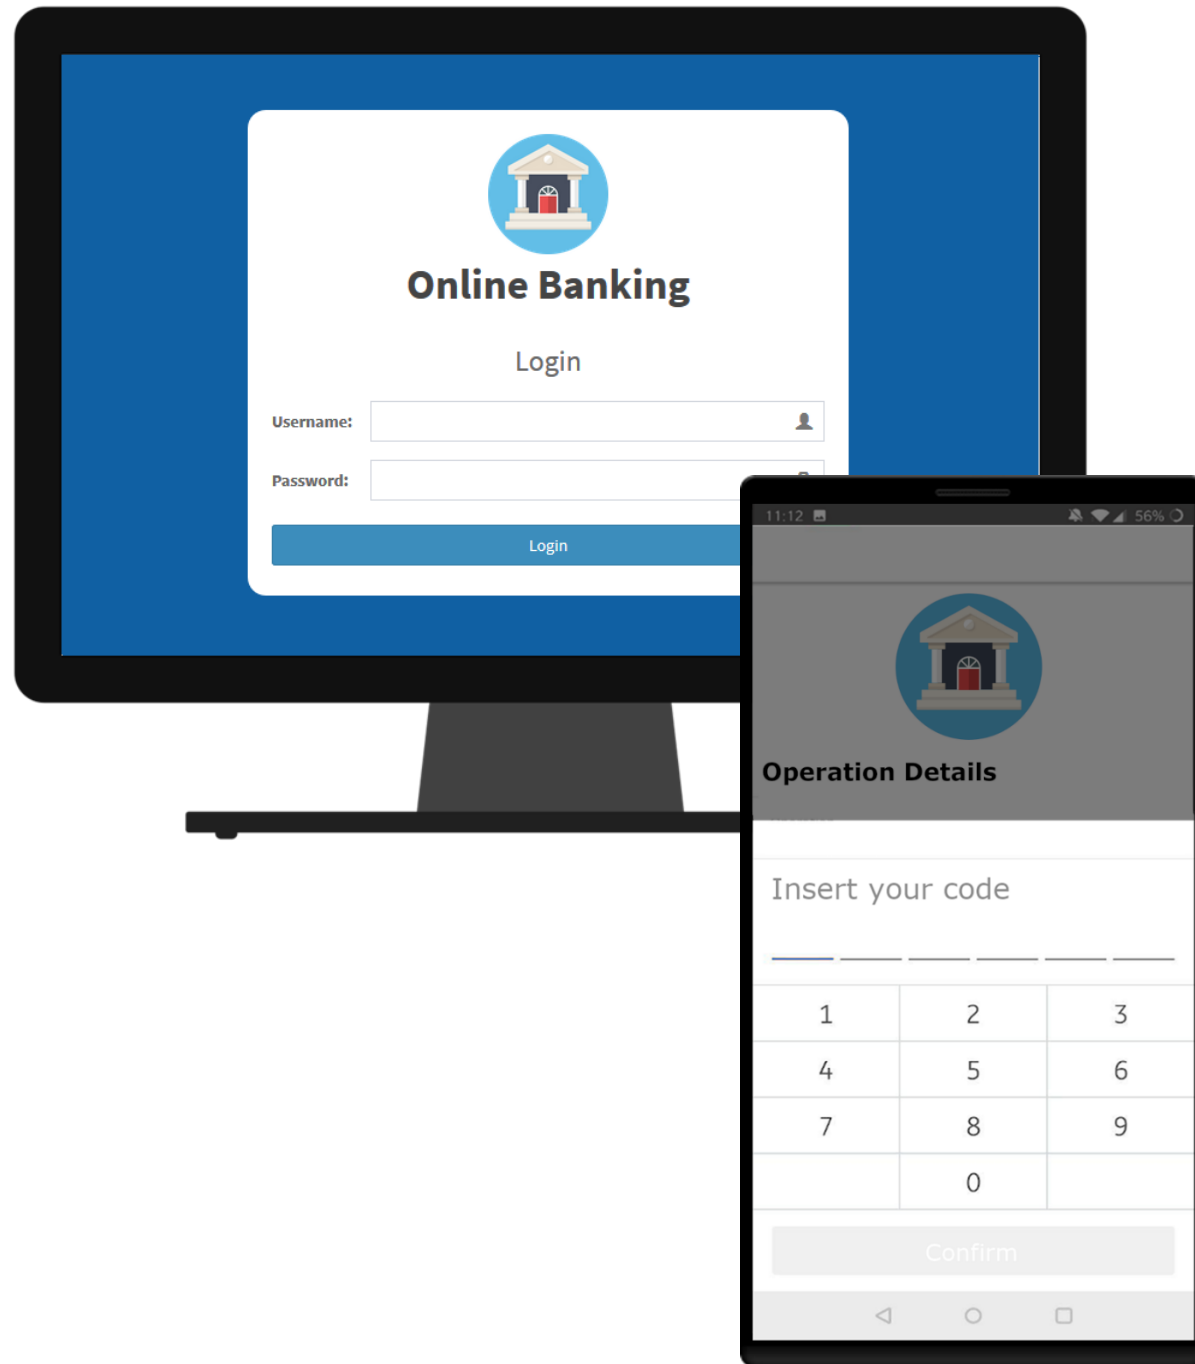 Online Banking
Login
Username:
Password:
Login
11:12
56%
Operation Details
Insert your code
1 2 3
4 5 6
7 8 9
0
Confirm